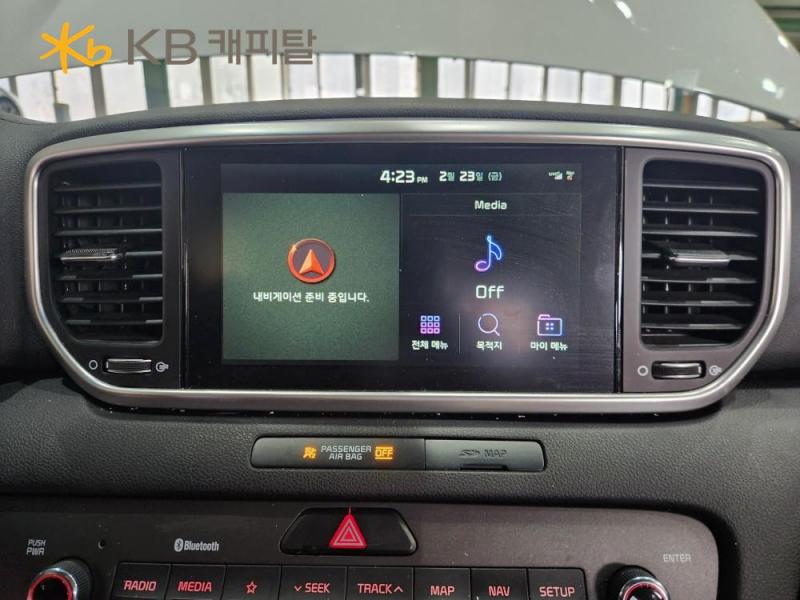 KB 캐피탈
4:23 PM 2월 23일 (금)
Media
내비게이션 준비 중입니다.
Off
전체 메뉴
목적지
마이 메뉴
PASSENGER
AIR BAG OFF
SD MAP
PUSH
PWR
Bluetooth
ENTER
RADIO MEDIA SEEK TRACK MAP NAV SETUP